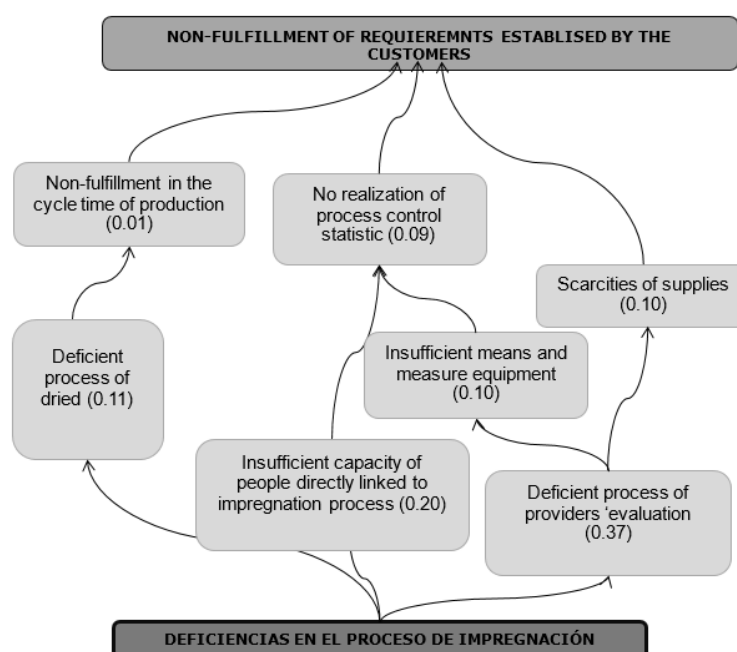 NON-FULFILLMENT OF REQUIEREMNTS ESTABLISED BY THE
CUSTOMERS
Non-fulfillment in the
cycle time of production
(0.01)
No realization of
process control
statistic (0.09)
Scarcities of supplies
(0.10)
Deficient
process of
dried (0.11)
Insufficient means and
measure equipment
(0.10)
Insufficient capacity of
people directly linked to
impregnation process (0.20)
Deficient process of
providers ‘evaluation
(0.37)
DEFICIENCIAS EN EL PROCESO DE IMPREGNACIÓN